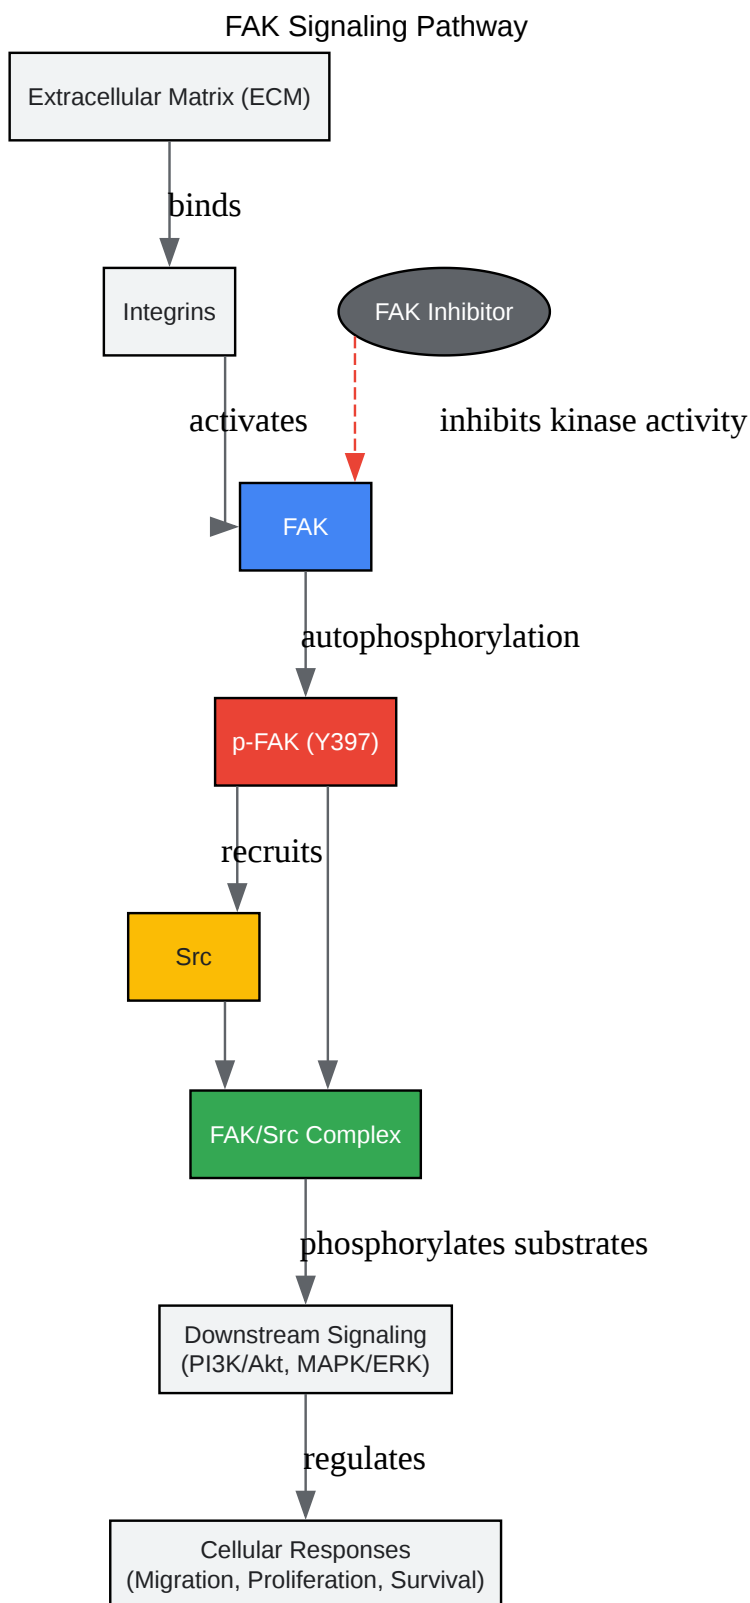 FAK Signaling Pathway
Extracellular Matrix (ECM)
binds
Integrins
FAK Inhibitor
activates
inhibits kinase activity
FAK
autophosphorylation
p-FAK (Y397)
recruits
Src
FAK/Src Complex
phosphorylates substrates
Downstream Signaling
(PI3K/Akt, MAPK/ERK)
regulates
Cellular Responses
(Migration, Proliferation, Survival)